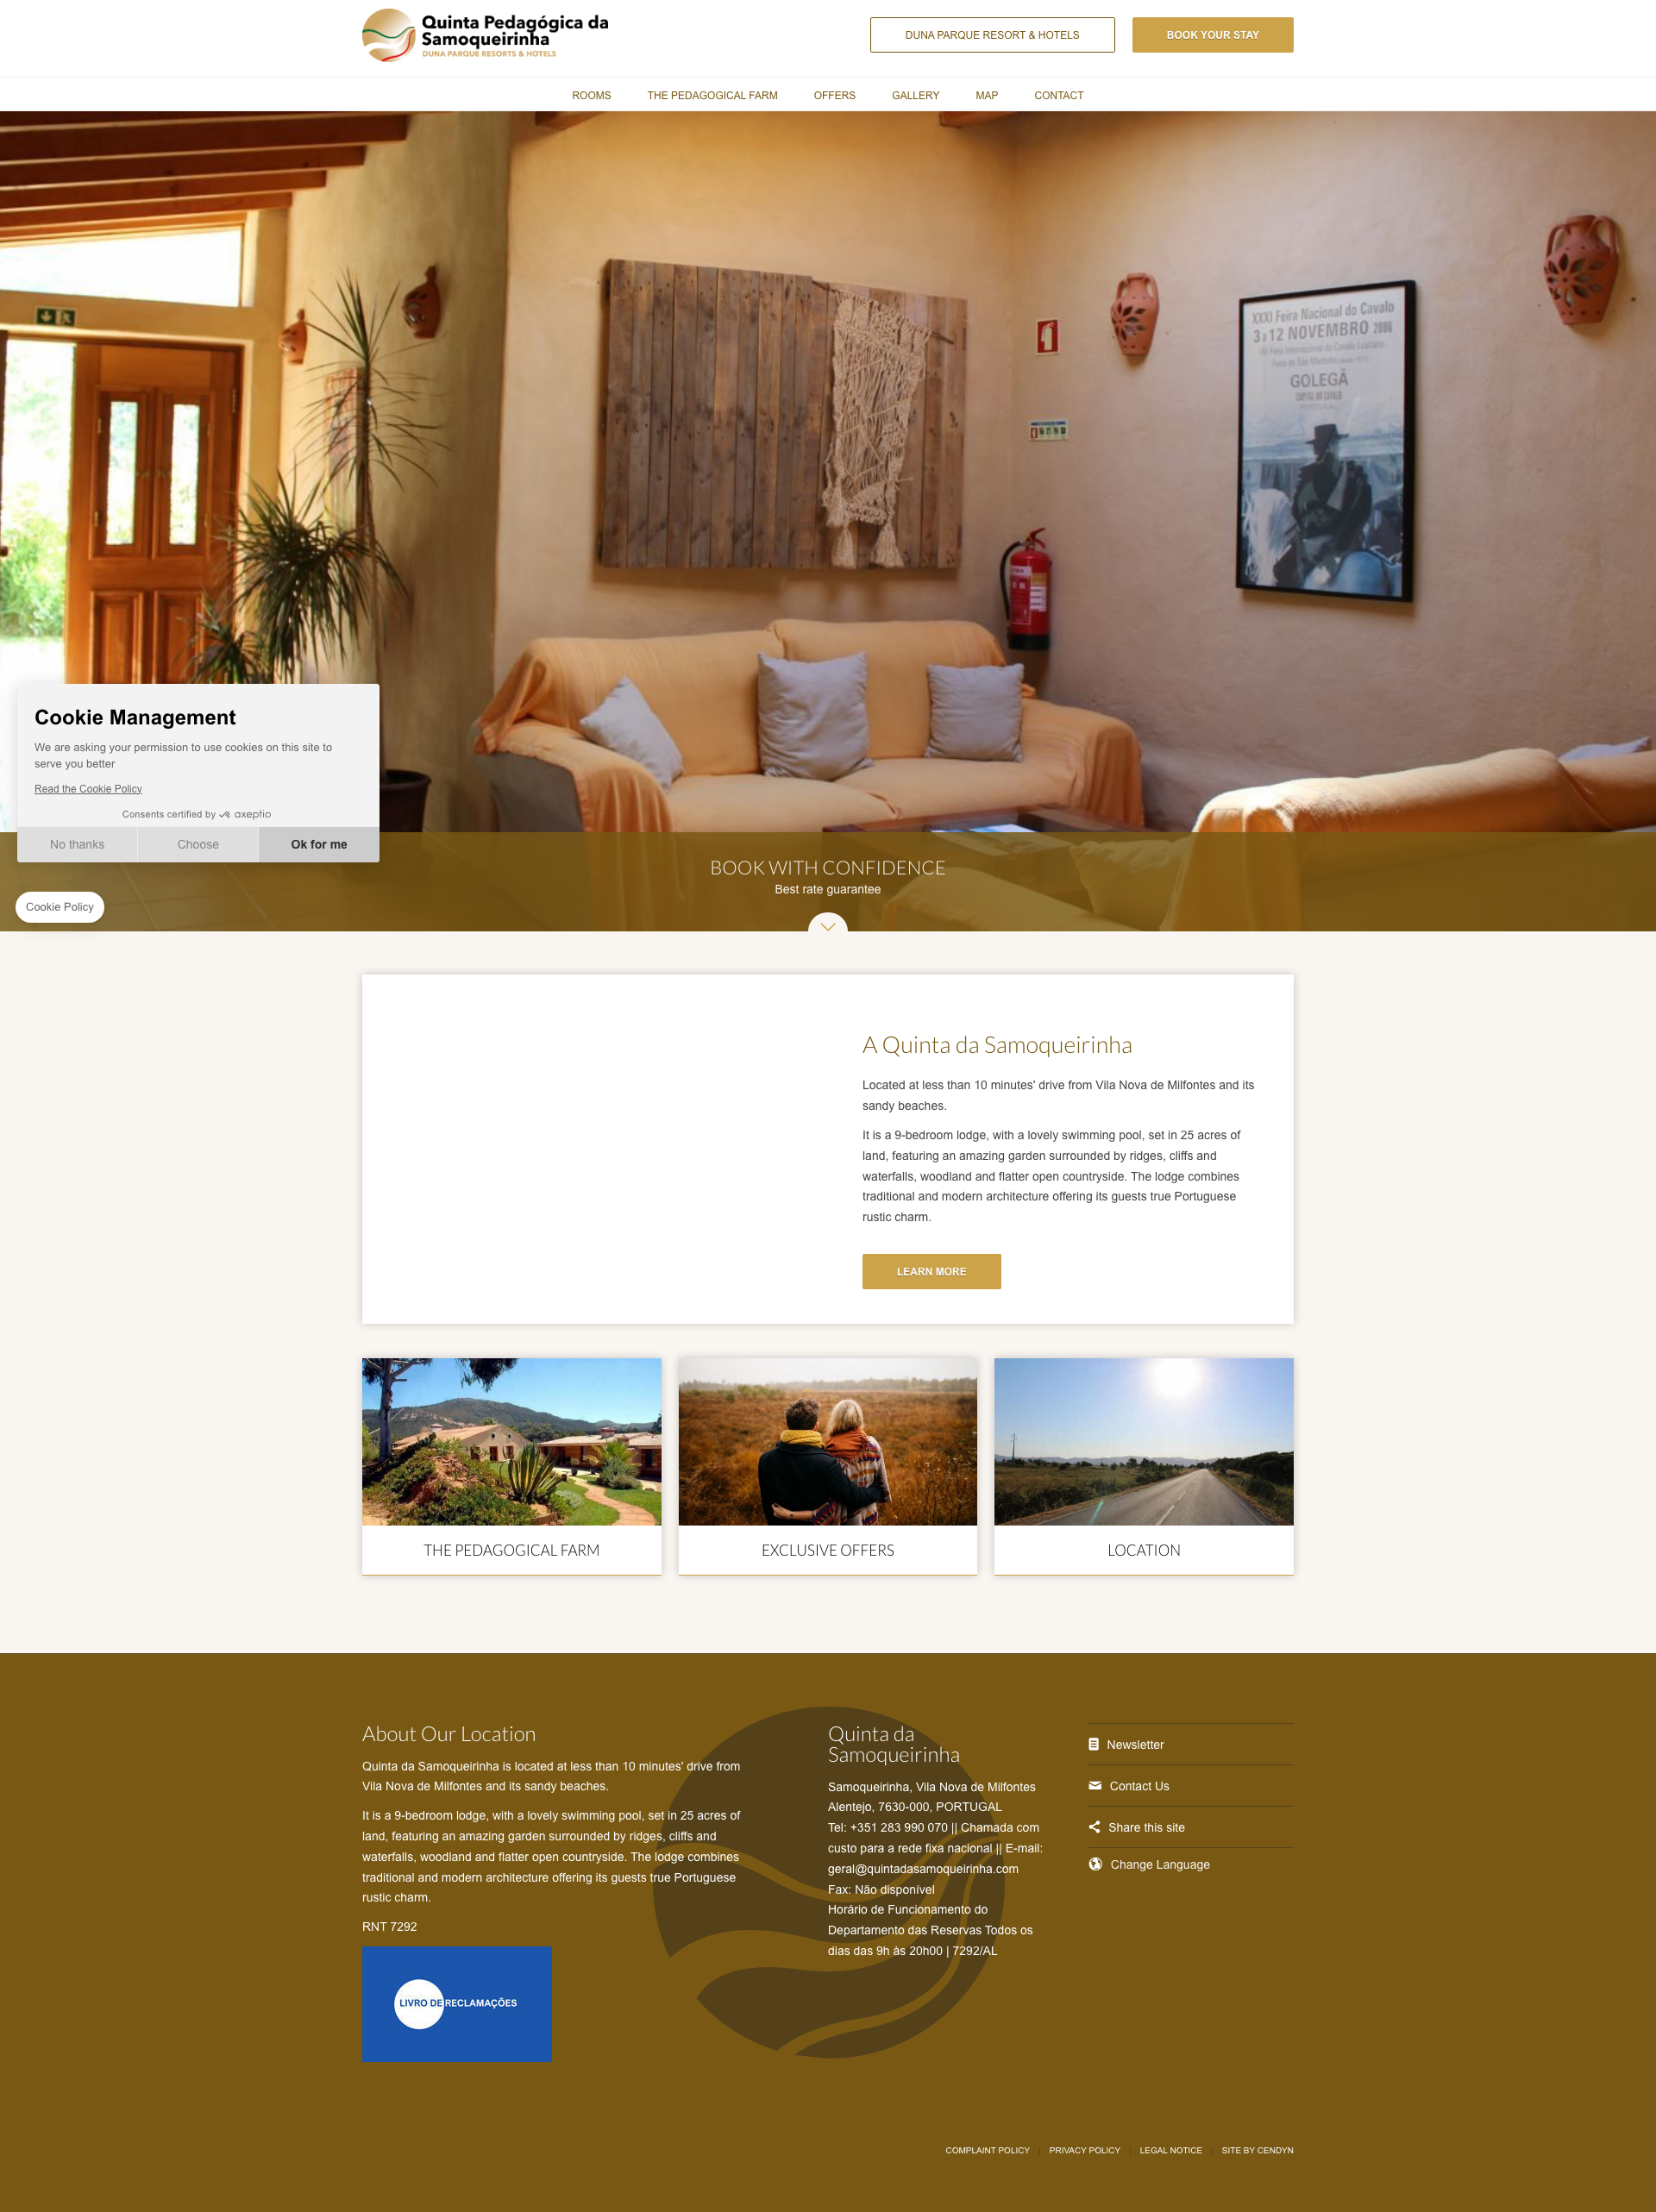 Quinta Pedagógica da
Samoqueirinha
DUNA PARQUE RESORTS & HOTELS
DUNA PARQUE RESORT & HOTELS
BOOK YOUR STAY
ROOMS
THE PEDAGOGICAL FARM
OFFERS
GALLERY
MAP
CONTACT
XXXI Feira Nacional do Cavalo
3 a 12 NOVEMBRO 2006
GOLEGÃ
CAPITAL DO CAVALO
PORTUGAL
Cookie Management
We are asking your permission to use cookies on this site to
serve you better
Read the Cookie Policy
Consents certified by axeptio
No thanks
Choose
Ok for me
Cookie Policy
BOOK WITH CONFIDENCE
Best rate guarantee
A Quinta da Samoqueirinha
Located at less than 10 minutes' drive from Vila Nova de Milfontes and its
sandy beaches.
It is a 9-bedroom lodge, with a lovely swimming pool, set in 25 acres of
land, featuring an amazing garden surrounded by ridges, cliffs and
waterfalls, woodland and flatter open countryside. The lodge combines
traditional and modern architecture offering its guests true Portuguese
rustic charm.
LEARN MORE
THE PEDAGOGICAL FARM
EXCLUSIVE OFFERS
LOCATION
About Our Location
Quinta da Samoqueirinha is located at less than 10 minutes' drive from
Vila Nova de Milfontes and its sandy beaches.
It is a 9-bedroom lodge, with a lovely swimming pool, set in 25 acres of
land, featuring an amazing garden surrounded by ridges, cliffs and
waterfalls, woodland and flatter open countryside. The lodge combines
traditional and modern architecture offering its guests true Portuguese
rustic charm.
RNT 7292
LIVRO DE RECLAMAÇÕES
Quinta da
Samoqueirinha
Samoqueirinha, Vila Nova de Milfontes
Alentejo, 7630-000, PORTUGAL
Tel: +351 283 990 070 || Chamada com
custo para a rede fixa nacional || E-mail:
geral@quintadasamoqueirinha.com
Fax: Não disponível
Horário de Funcionamento do
Departamento das Reservas Todos os
dias das 9h às 20h00 | 7292/AL
Newsletter
Contact Us
Share this site
Change Language
COMPLAINT POLICY | PRIVACY POLICY | LEGAL NOTICE | SITE BY CENDYN